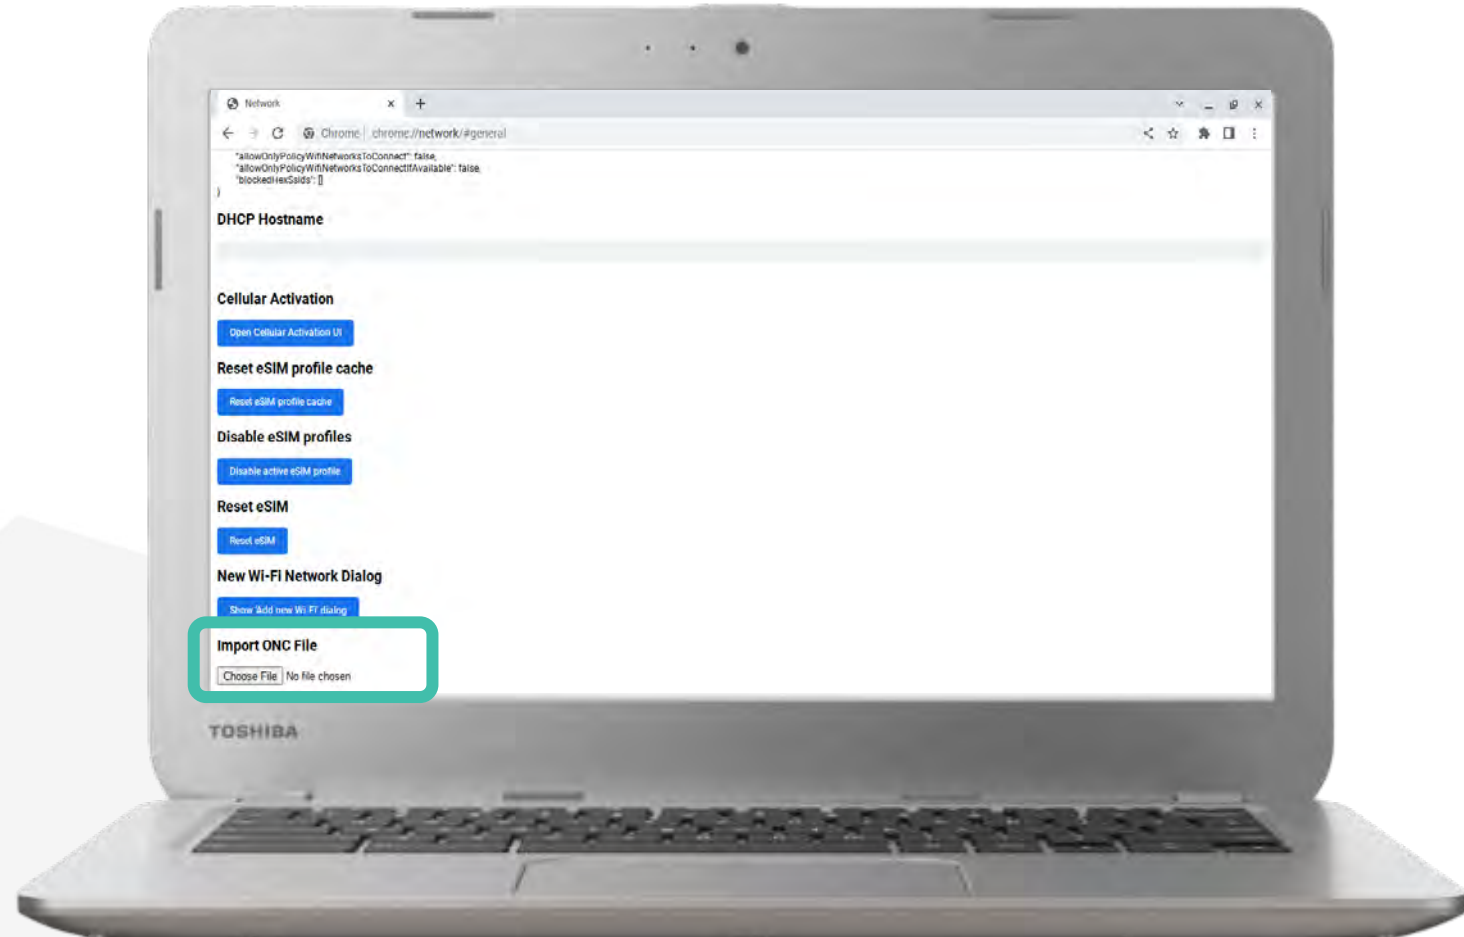 Network
Chrome | chrome://network/#general
"allowOnlyPolicyWifiNetworksToConnect": false,
"allowOnlyPolicyWifiNetworksToConnectIfAvailable": false,
"blockedHexSsids": []
}
DHCP Hostname
Cellular Activation
Open Cellular Activation UI
Reset eSIM profile cache
Reset eSIM profile cache
Disable eSIM profiles
Disable active eSIM profile
Reset eSIM
Reset eSIM
New Wi-Fi Network Dialog
Show 'Add new Wi-Fi' dialog
Import ONC File
Choose File No file chosen
TOSHIBA